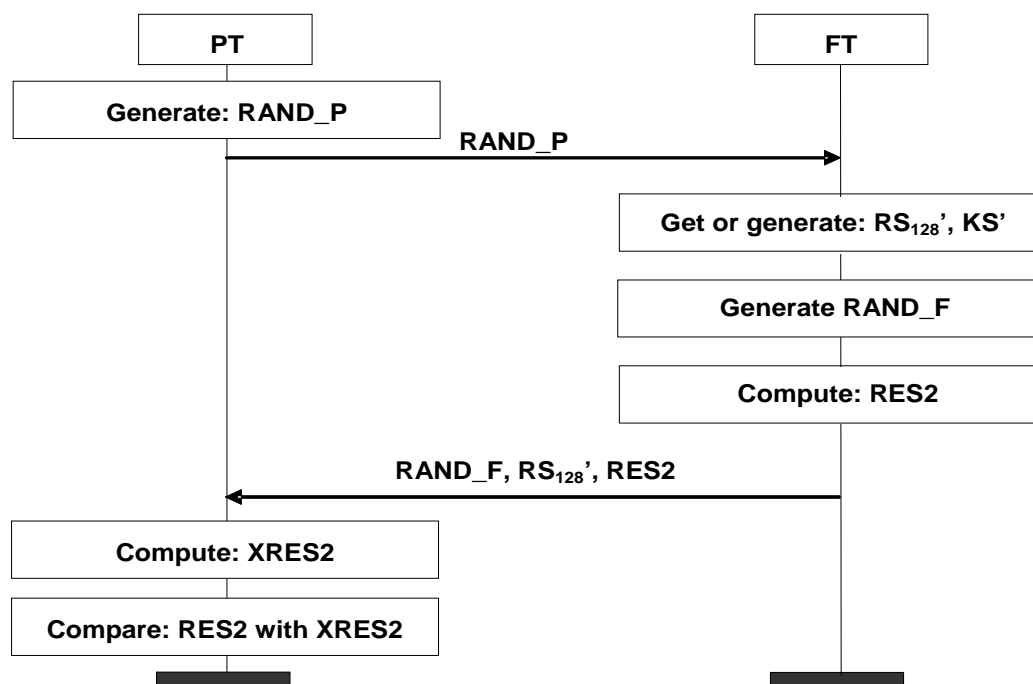 PT
FT
Generate: RAND_P
RAND_P
Get or generate: RS₁₂₈’, KS’
Generate RAND_F
Compute: RES2
RAND_F, RS₁₂₈’, RES2
Compute: XRES2
Compare: RES2 with XRES2